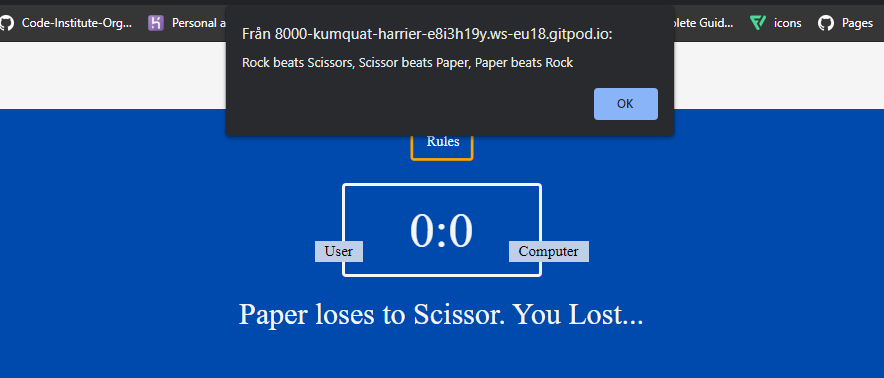 Code-Institute-Org...
Personal a
plete Guid...
icons
Pages
Från 8000-kumquat-harrier-e8i3h19y.ws-eu18.gitpod.io:
Rock beats Scissors, Scissor beats Paper, Paper beats Rock
OK
Rules
0:0
User
Computer
Paper loses to Scissor. You Lost...